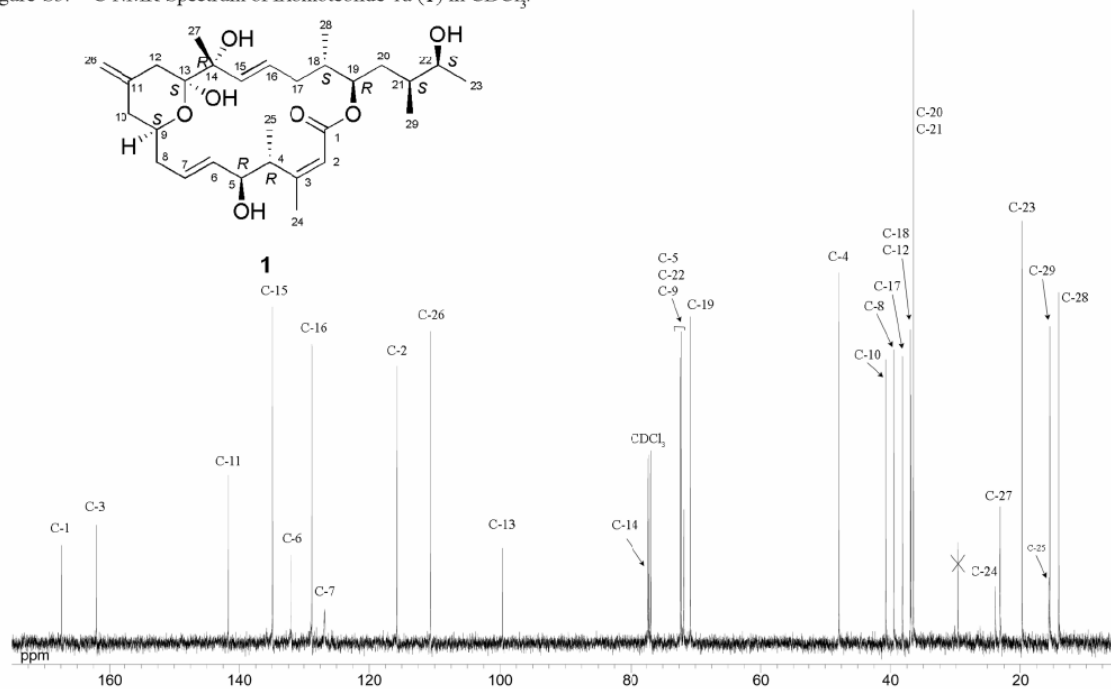 gure S3. ¹³C NMR Spectrum of Iriomoteolide-1a (1) in CDCl3.
27 OH 28 OH
26 12 R 15 18 19 20 22 S
13 14 16 17 S R 21 S 23
11 S OH 29
10 O O O
S 25 1
H 9 4 2
8 7 6 R 3
5 R
OH 24
1
C-20
C-21
C-23
C-18
C-12
C-5
C-22
C-9
C-4
C-29
C-28
C-15
C-19
C-17
C-26
C-8
C-16
C-2
C-10
CDCl3
C-11
C-27
C-1
C-3
C-14
C-6
C-13
C-25
C-24
C-7
ppm 160 140 120 100 80 60 40 20